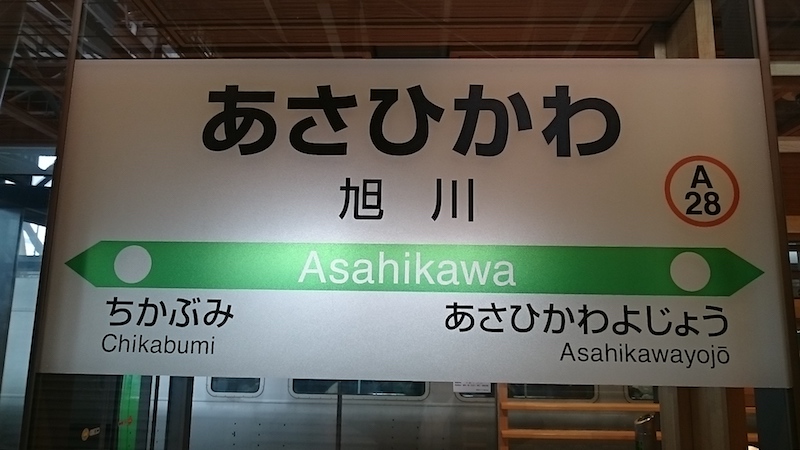 あさひかわ
旭 川
A
28
Asahikawa
ちかぶみ
Chikabumi
あさひかわよじょう
Asahikawayojō